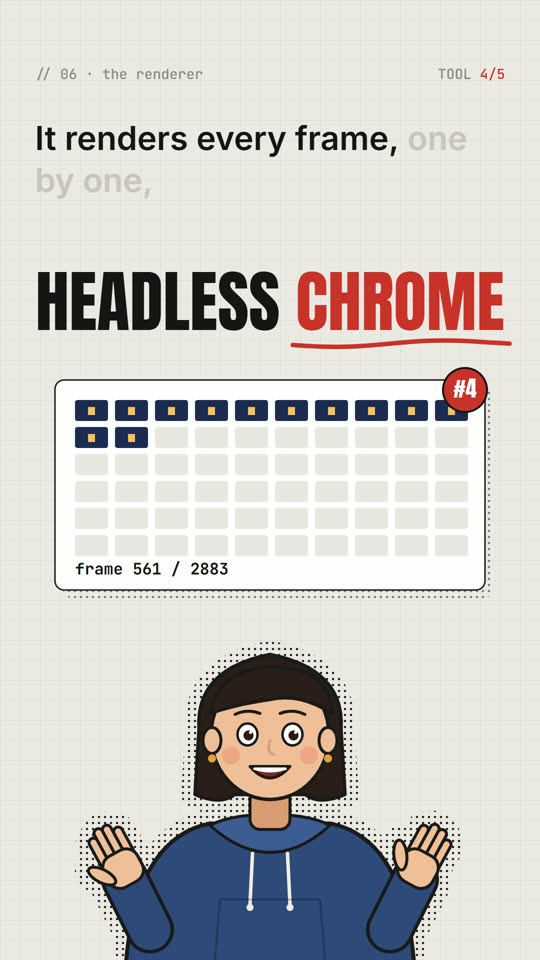 // 06 · the renderer
TOOL 4/5
It renders every frame, one
by one,
HEADLESS CHROME
#4
frame 561 / 2883